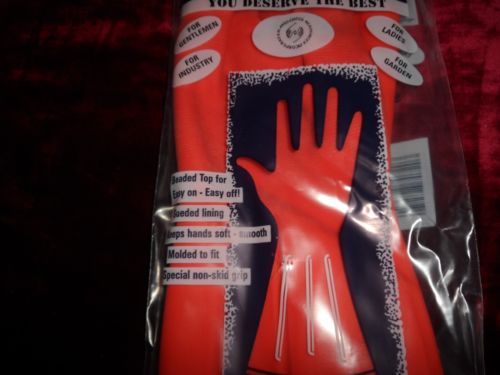 YOU DESERVE THE BEST
FOR
GENTLEMEN
FOR
LADIES
FOR
INDUSTRY
FOR
GARDEN
Beaded Top for
Easy on - Easy off!
Sueded lining
Keeps hands soft - smooth
Molded to fit
Special non-skid grip